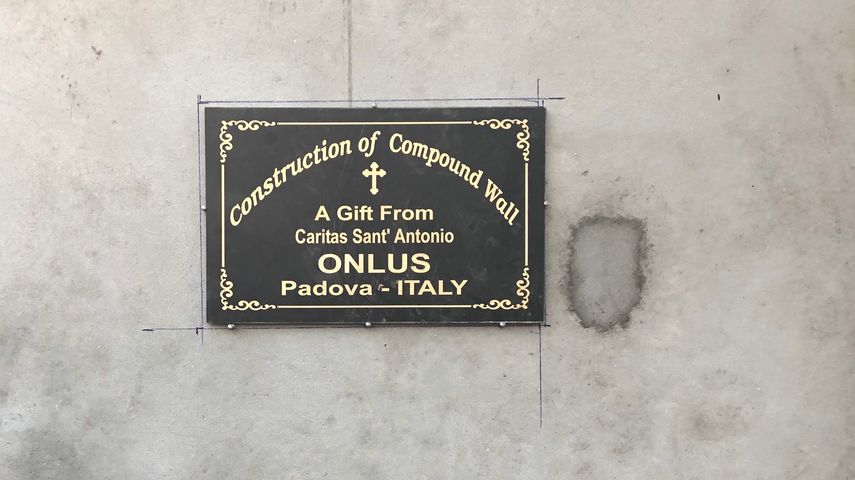 Construction of Compound Wall
A Gift From
Caritas Sant' Antonio
ONLUS
Padova - ITALY